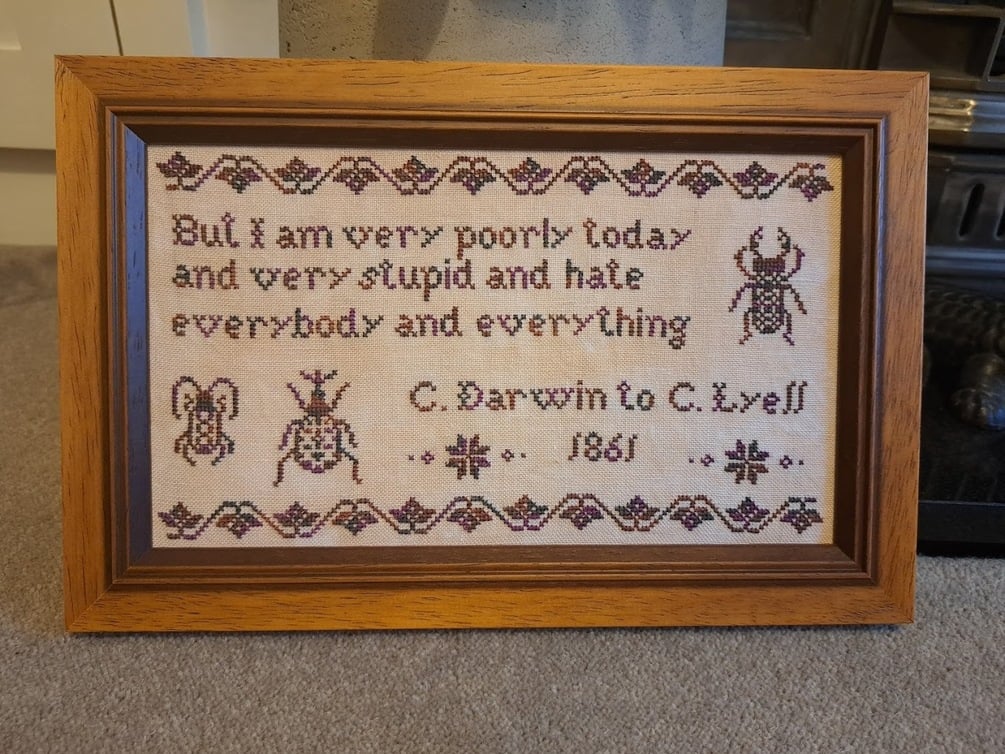 But I am very poorly today
and very stupid and hate
everybody and everything
C. Darwin to C. Lyell
1861